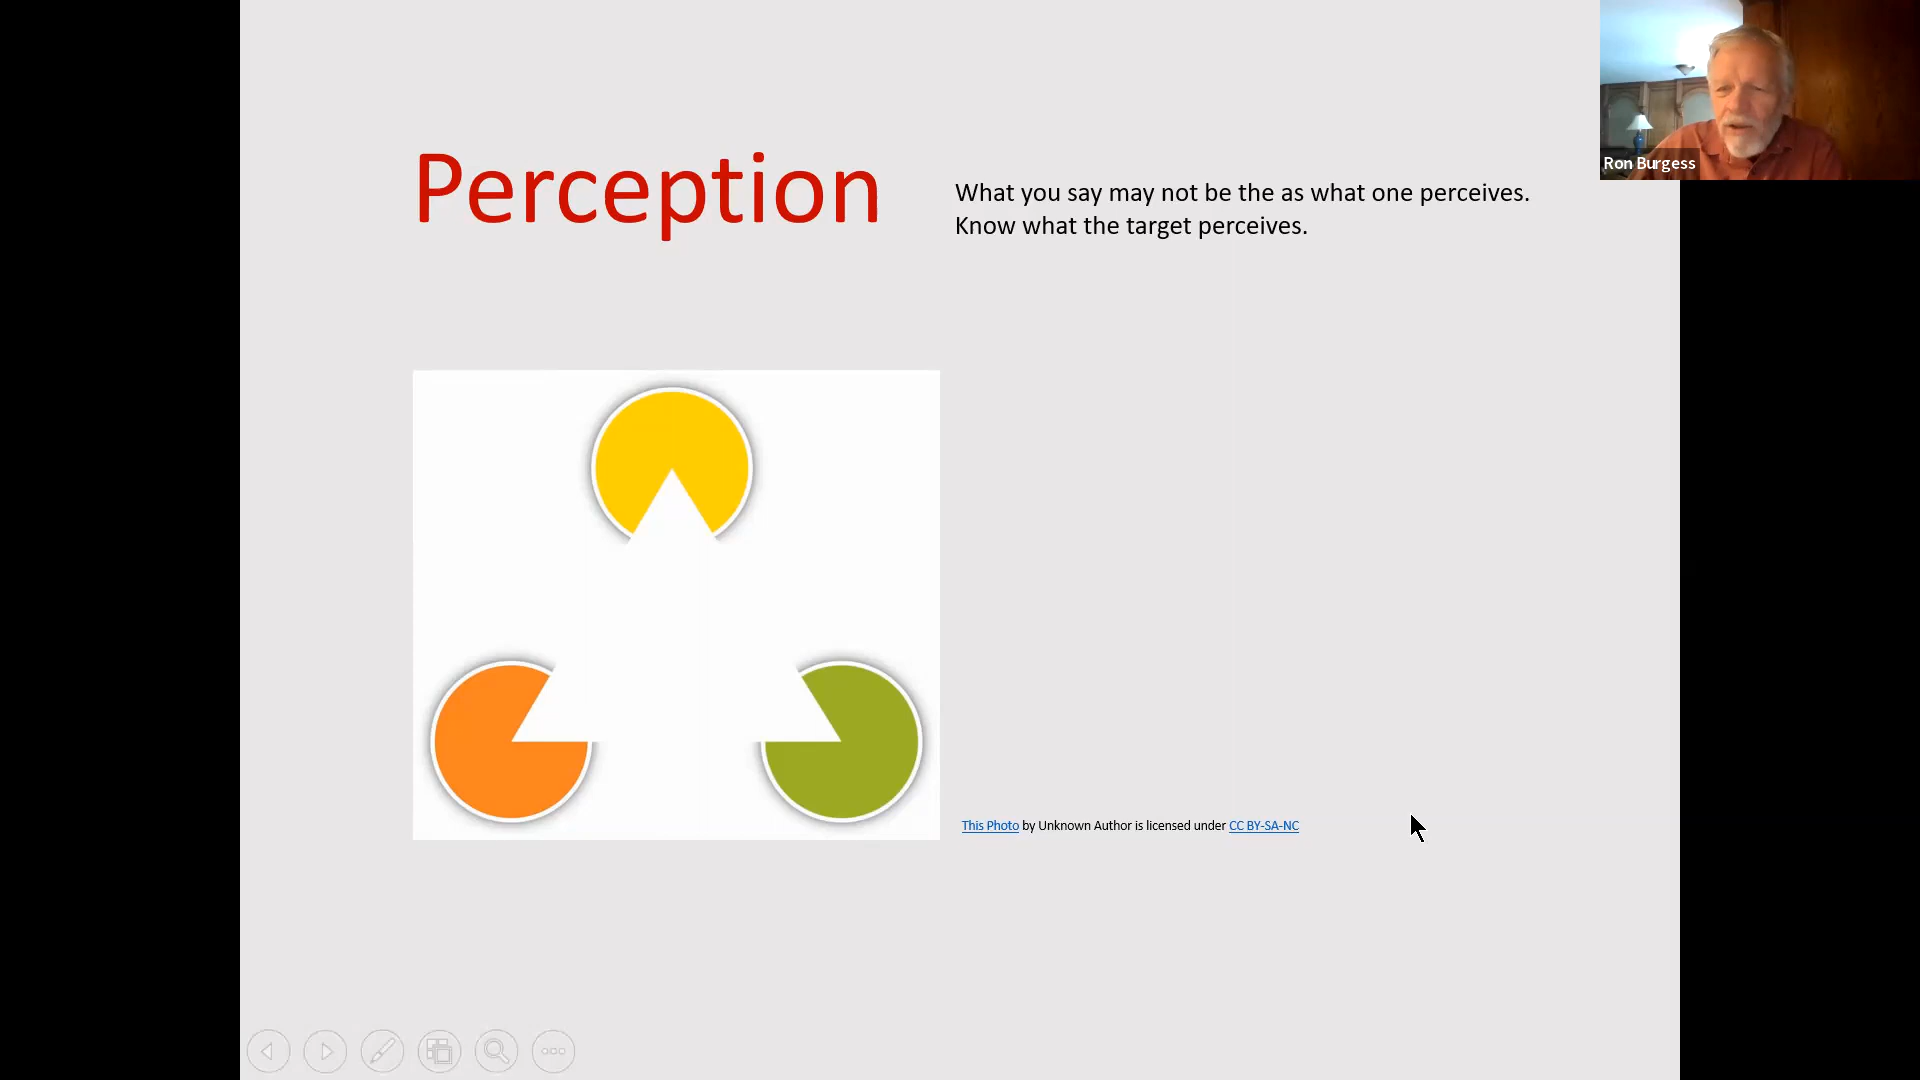 Perception
What you say may not be the as what one perceives.
Know what the target perceives.
Ron Burgess
This Photo by Unknown Author is licensed under CC BY-SA-NC